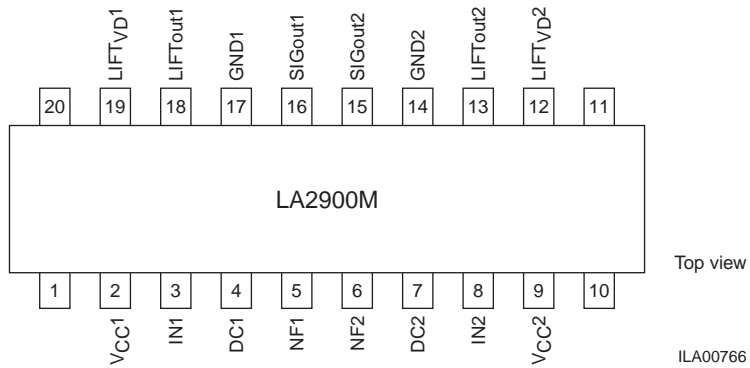 LIFTVD1
LIFTout1
GND1
SIGout1
SIGout2
GND2
LIFTout2
LIFTVD2
20 19 18 17 16 15 14 13 12 11
LA2900M
Top view
1 2 3 4 5 6 7 8 9 10
VCC1
IN1
DC1
NF1
NF2
DC2
IN2
VCC2
ILA00766